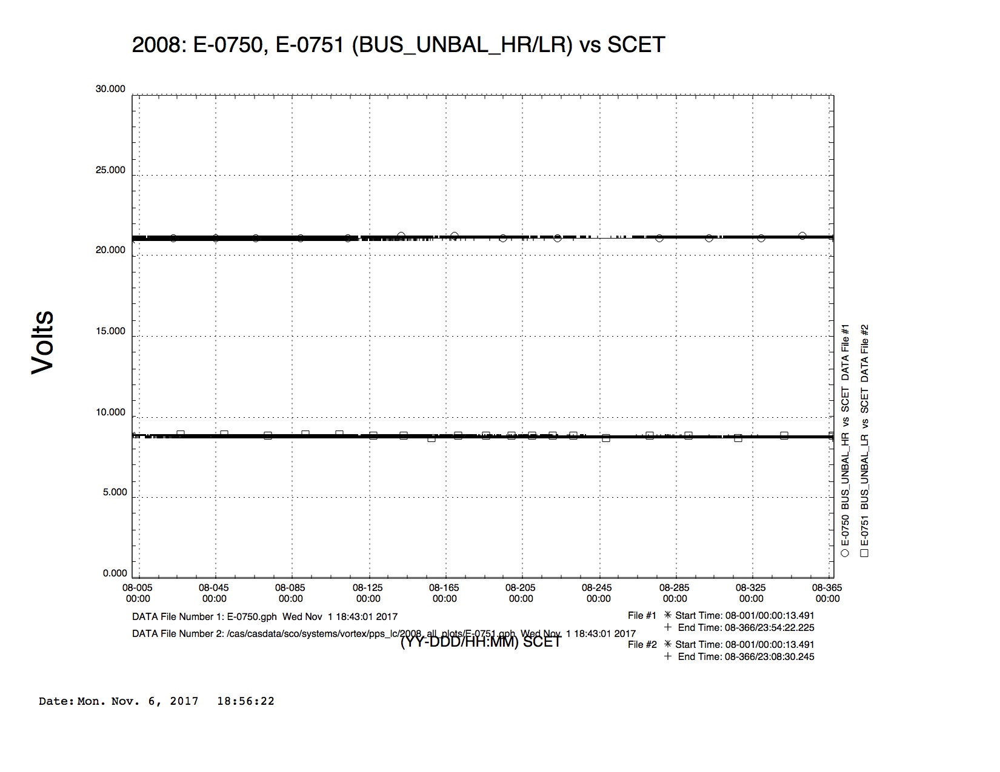 2008: E-0750, E-0751 (BUS_UNBAL_HR/LR) vs SCET
30.000
25.000
20.000
15.000
10.000
5.000
0.000
Volts
08-005 08-045 08-085 08-125 08-165 08-205 08-245 08-285 08-325 08-365
00:00 00:00 00:00 00:00 00:00 00:00 00:00 00:00 00:00 00:00
E-0750 BUS_UNBAL_HR vs SCET DATA File #1
E-0751 BUS_UNBAL_LR vs SCET DATA File #2
DATA File Number 1: E-0750.gph Wed Nov 1 18:43:01 2017
DATA File Number 2: /cas/casdata/sco/systems/vortex/pps_lc/2008_all_plots/E-0751.gph Wed Nov 1 18:43:01 2017
(YY-DDD/HH:MM) SCET
File #1 Start Time: 08-001/00:00:13.491
End Time: 08-366/23:54:22.225
File #2 Start Time: 08-001/00:00:13.491
End Time: 08-366/23:08:30.245
Date: Mon. Nov. 6, 2017 18:56:22